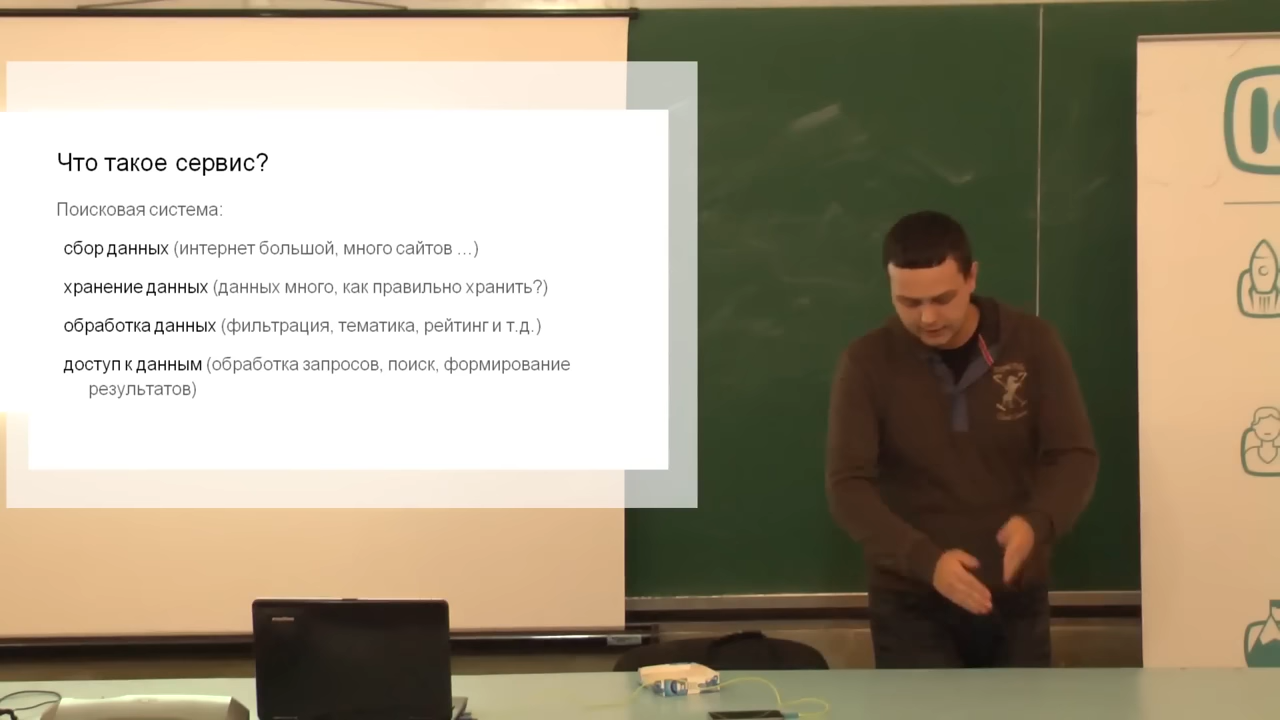 Что такое сервис?
Поисковая система:
сбор данных (интернет большой, много сайтов ...)
хранение данных (данных много, как правильно хранить?)
обработка данных (фильтрация, тематика, рейтинг и т.д.)
доступ к данным (обработка запросов, поиск, формирование
результатов)